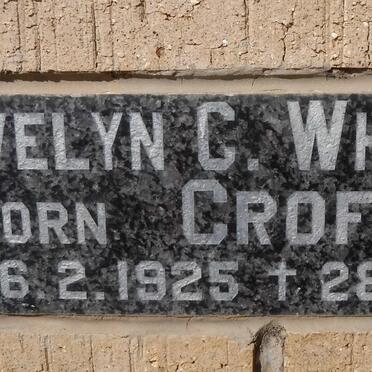 VELYN C. WH
ORN CROF
6. 2. 1925 † 28